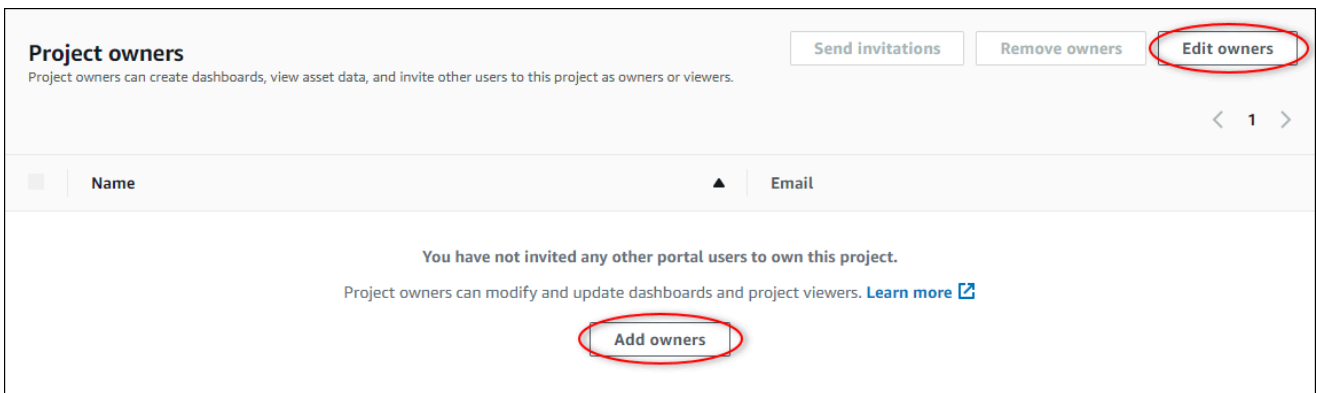 Project owners
Send invitations
Remove owners
Edit owners
Project owners can create dashboards, view asset data, and invite other users to this project as owners or viewers.
1
Name
Email
You have not invited any other portal users to own this project.
Project owners can modify and update dashboards and project viewers. Learn more
Add owners